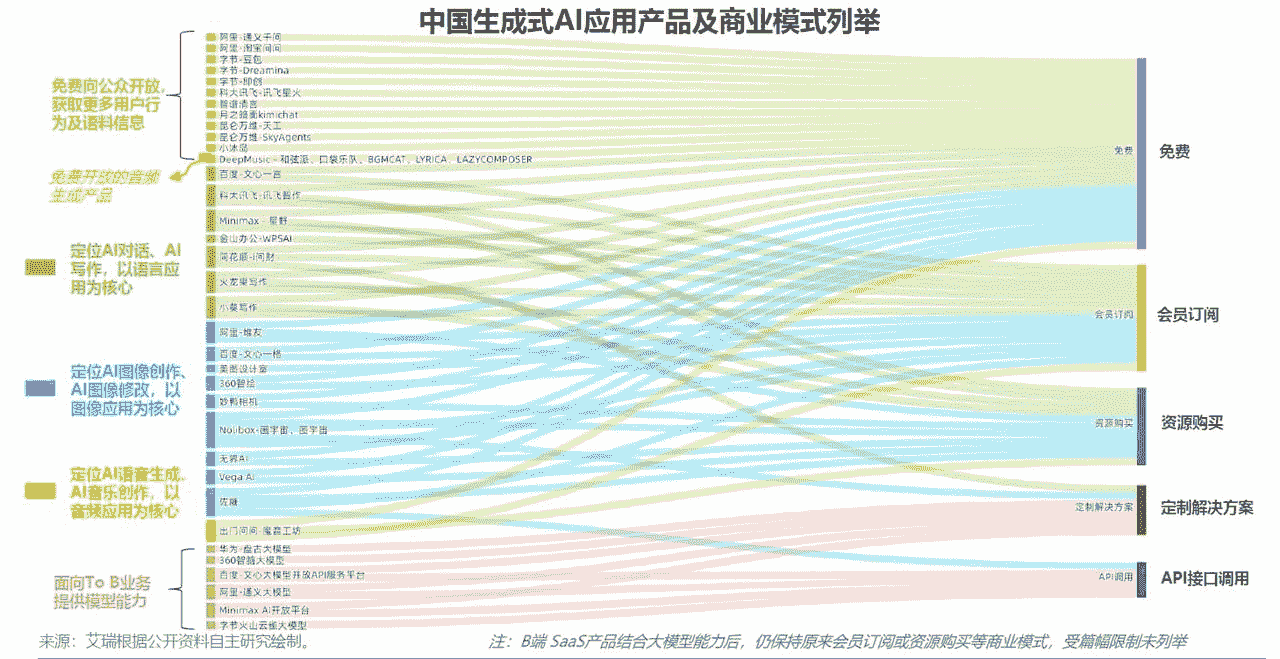 中国生成式AI应用产品及商业模式列举
免费向公众开放,
获取更多用户行
为及语料信息
免费开放的音频
生成产品
定位AI对话、AI
写作，以语言应
用为核心
定位AI图像创作、
AI图像修改，以
图像应用为核心
定位AI语音生成、
AI音乐创作，以
音频应用为核心
面向To B业务
提供模型能力
阿里-通义千问
阿里-淘宝问问
字节-豆包
字节-Dreamina
字节-即创
科大讯飞-讯飞星火
智谱清言
月之暗面kimichat
昆仑万维-天工
昆仑万维-SkyAgents
小冰岛
DeepMusic - 和弦派、口袋乐队、BGMCAT、LYRICA、LAZYCOMPOSER
百度-文心一言
科大讯飞-讯飞智作
Minimax - 星野
金山办公-WPSAI
同花顺-i问财
火龙果写作
小葵写作
阿里-堆友
百度-文心一格
美图设计室
360智绘
妙鸭相机
Nolibox-画宇宙、图宇宙
无界AI
Vega AI
佐糖
出门问问-魔音工坊
华为-盘古大模型
360智脑大模型
百度-文心大模型开放API服务平台
阿里-通义大模型
Minimax AI开放平台
字节火山云雀大模型
免费
免费
会员订阅
会员订阅
资源购买
资源购买
定制解决方案
定制解决方案
API调用
API接口调用
来源：艾瑞根据公开资料自主研究绘制。
注：B端 SaaS产品结合大模型能力后，仍保持原来会员订阅或资源购买等商业模式，受篇幅限制未列举